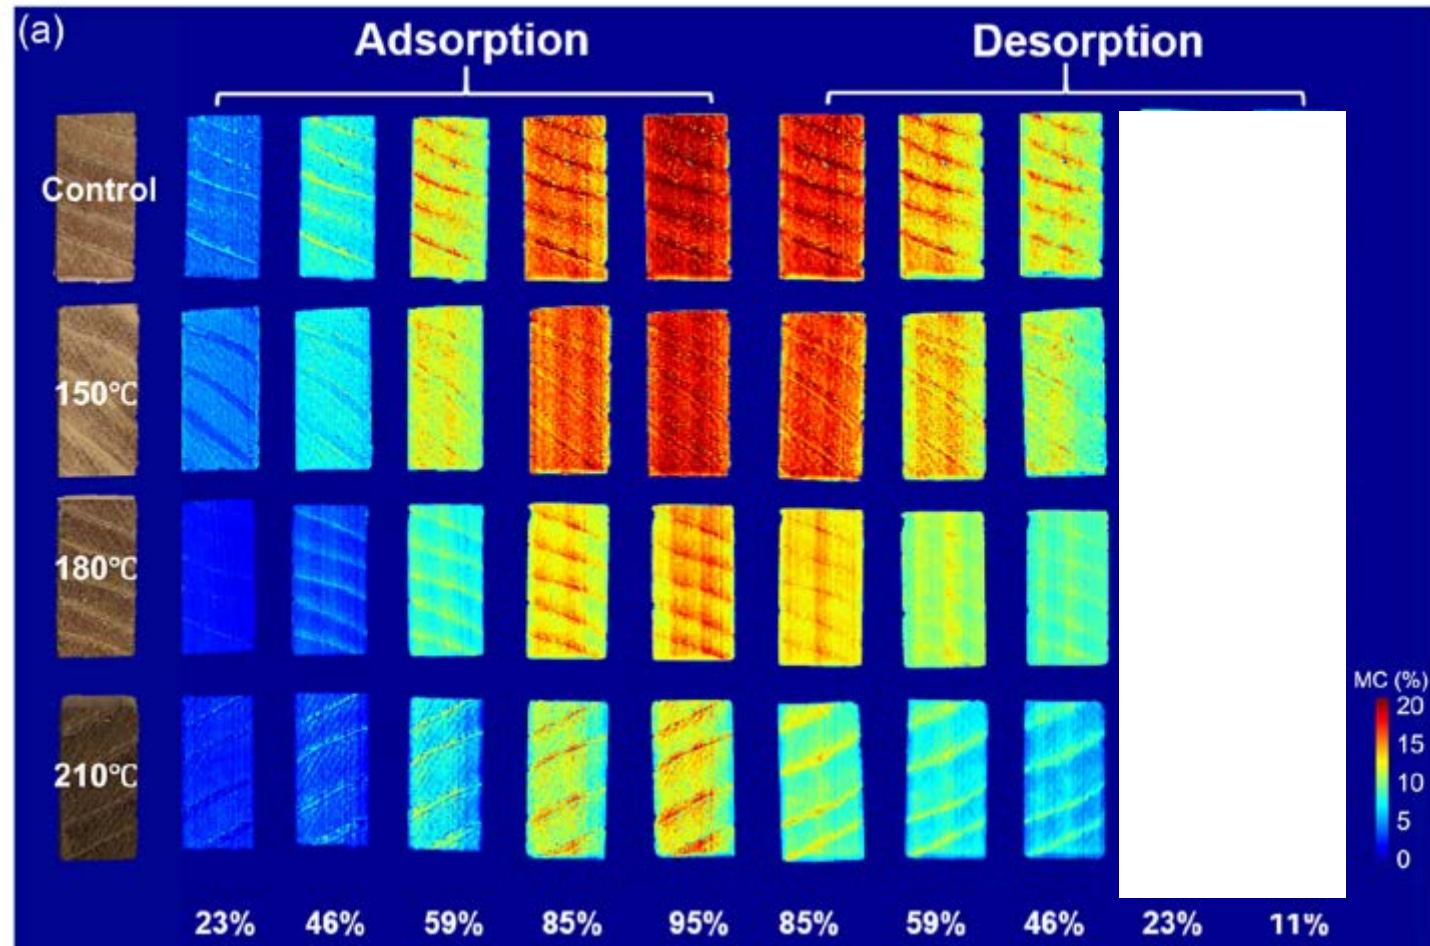 (a)
Adsorption
Desorption
Control
150℃
180℃
210℃
MC (%)
20
15
10
5
0
23% 46% 59% 85% 95% 85% 59% 46% 23% 11%